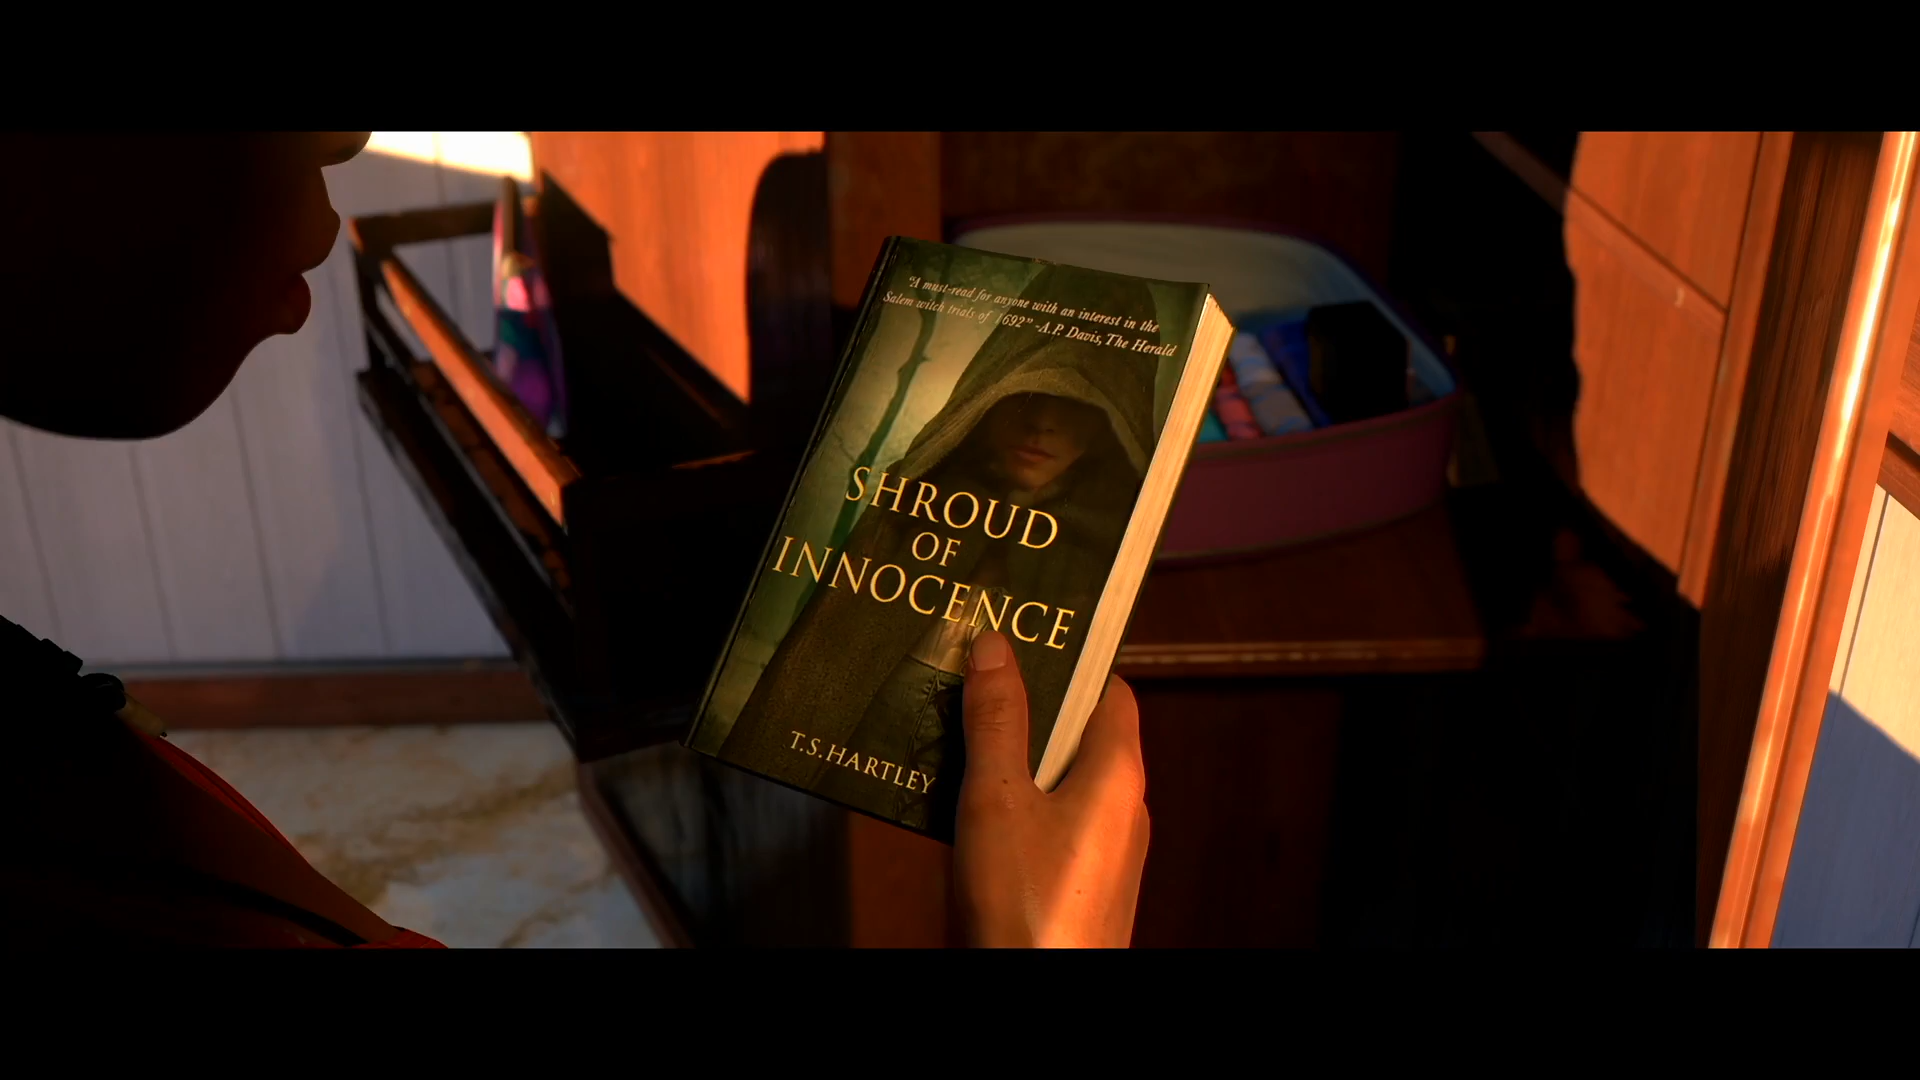 "A must-read for anyone with an interest in the
Salem witch trials of 1692" -A.P. Davis, The Herald
SHROUD
OF
INNOCENCE
T.S.HARTLEY